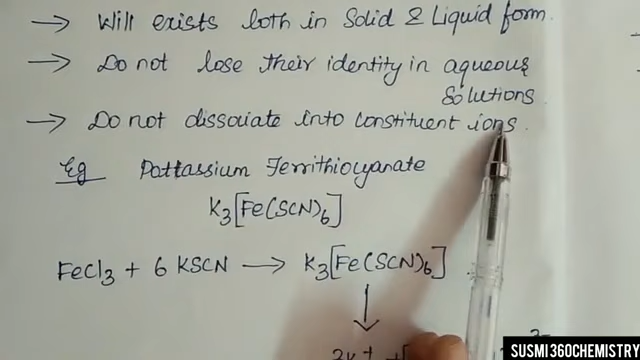 → Will exists both in Solid & Liquid form.
→ Do not lose their identity in aqueous
Solutions.
→ Do not dissociate into constituent ions.
Eg Pottassium Ferrithiocyanate
K₃[Fe(SCN)₆]
FeCl₃ + 6 KSCN → K₃[Fe(SCN)₆]
↓
SUSMI360CHEMISTRY